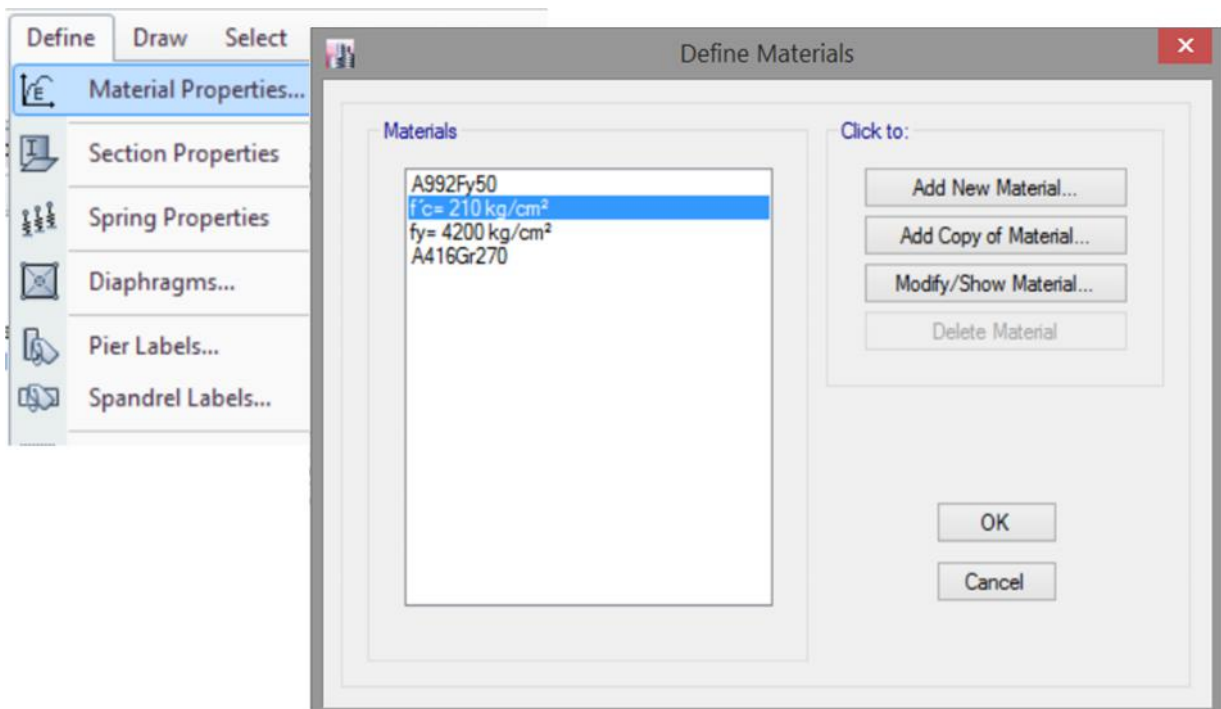 Define Draw Select
Material Properties...
Section Properties
Spring Properties
Diaphragms...
Pier Labels...
Spandrel Labels...
Define Materials
Materials
A992Fy50
f´c= 210 kg/cm²
fy= 4200 kg/cm²
A416Gr270
Click to:
Add New Material...
Add Copy of Material...
Modify/Show Material...
Delete Material
OK
Cancel